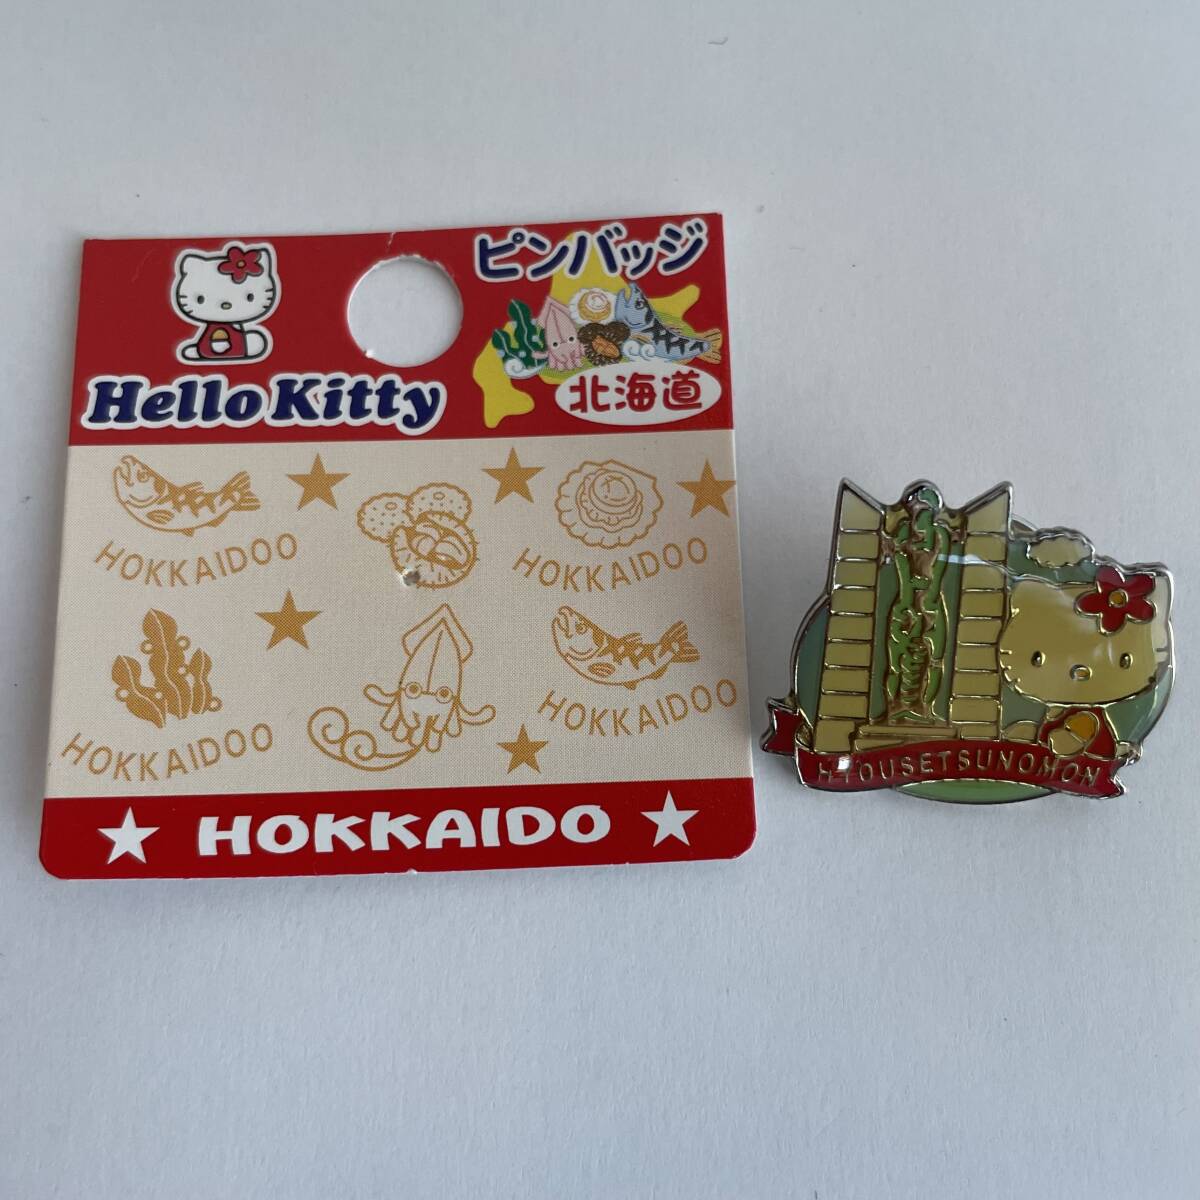 ピンバッジ
Hello Kitty
北海道
HOKKAIDOO
HOKKAIDOO
HOKKAIDOO
HOKKAIDOO
HOKKAIDO
HYOUSETSUNOMON